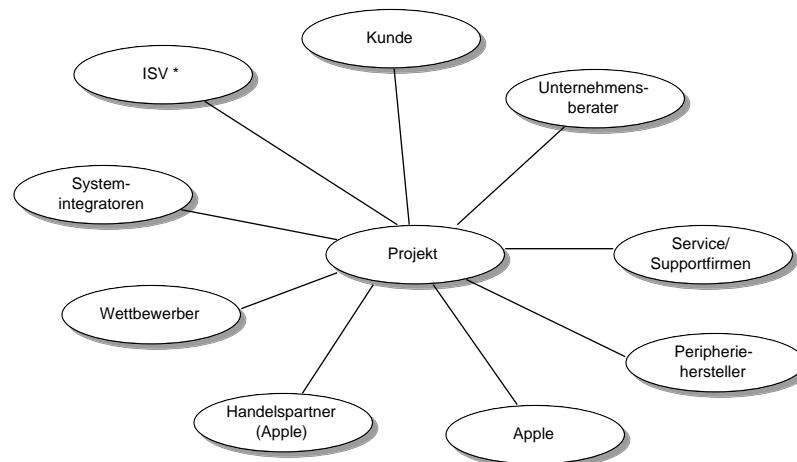 Kunde
ISV *
Unternehmens-
berater
System-
integratoren
Projekt
Service/
Supportfirmen
Wettbewerber
Peripherie-
hersteller
Handelspartner
(Apple)
Apple